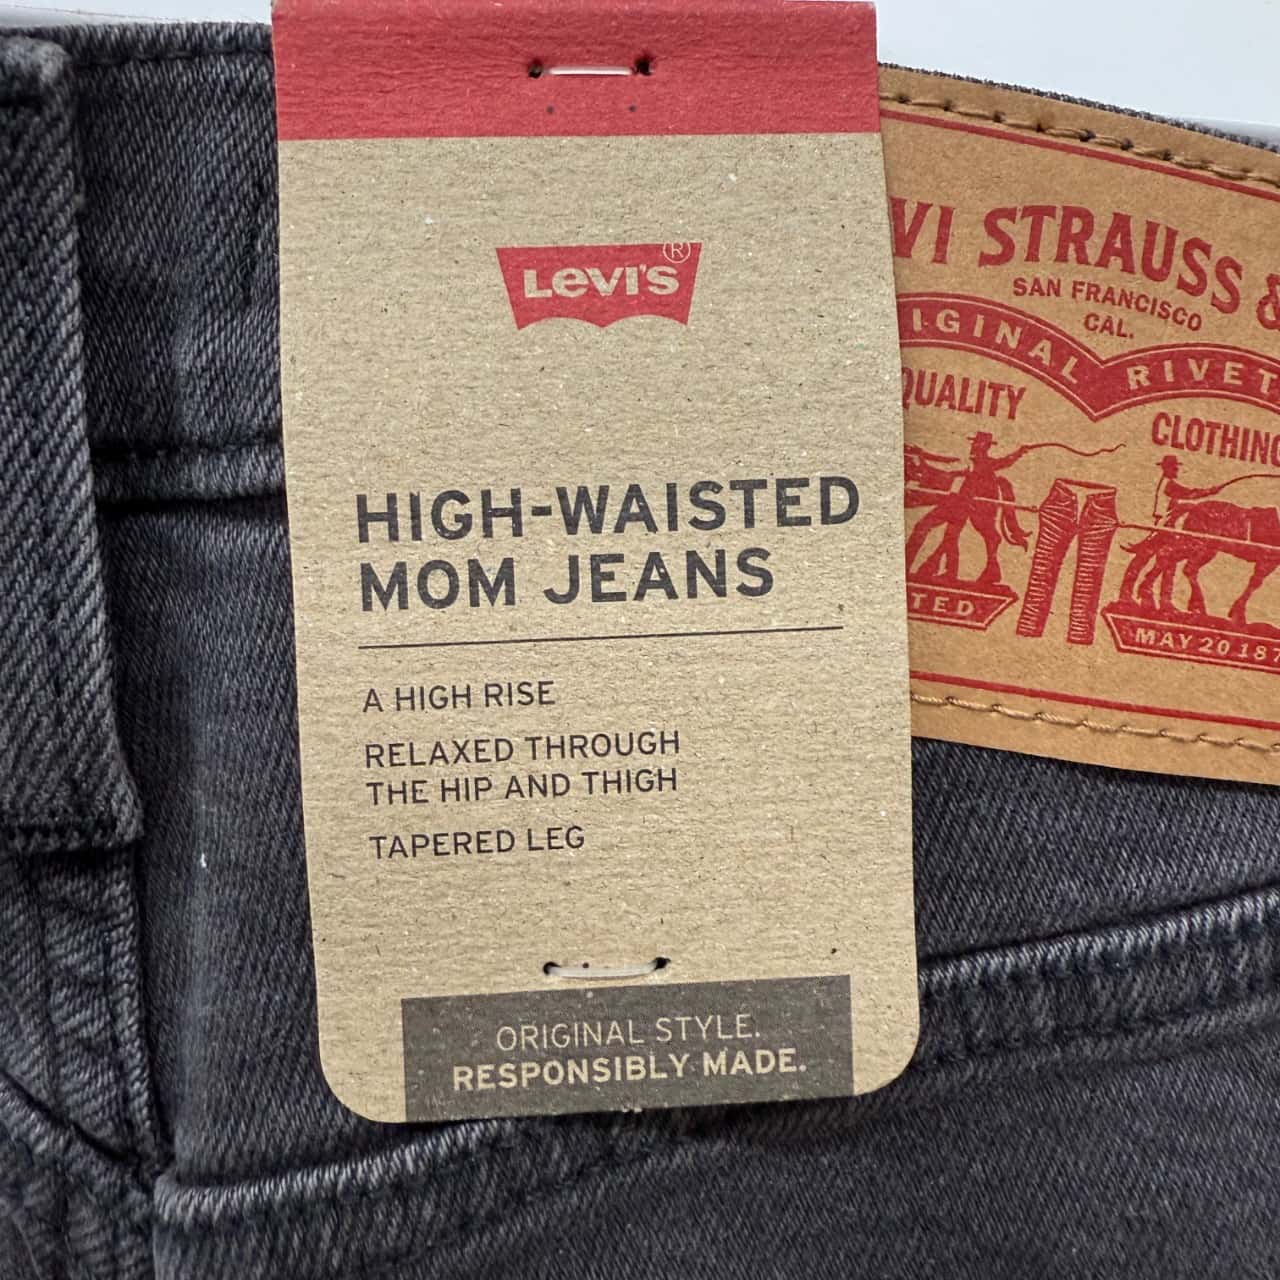 LEVI'S ®
HIGH-WAISTED
MOM JEANS
A HIGH RISE
RELAXED THROUGH
THE HIP AND THIGH
TAPERED LEG
ORIGINAL STYLE.
RESPONSIBLY MADE.
VI STRAUSS &
SAN FRANCISCO
CAL.
IGINAL RIVET
QUALITY
CLOTHING
TED
MAY 20 187